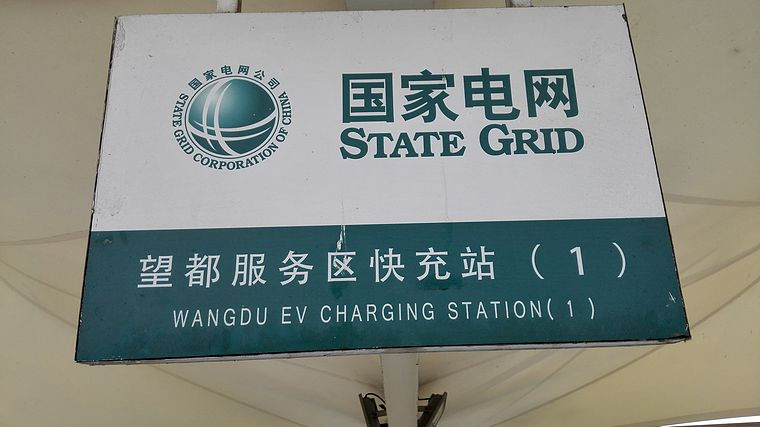 国家电网公司
STATE GRID CORPORATION OF CHINA
国家电网
STATE GRID
望都服务区快充站（1）
WANGDU EV CHARGING STATION(1)